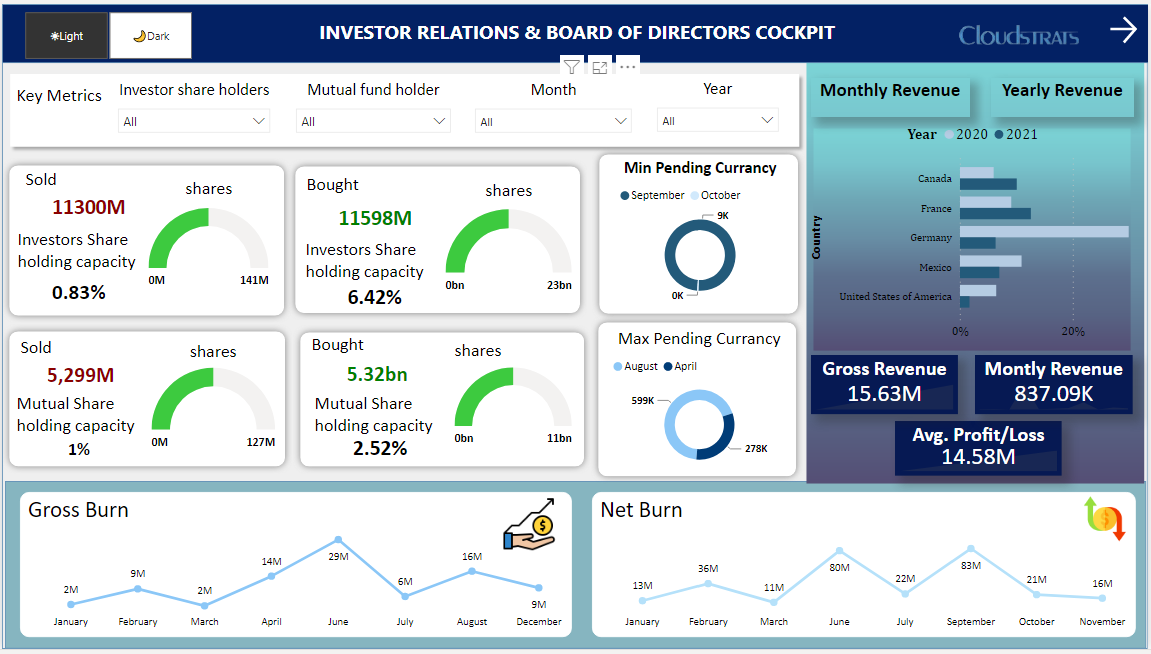 Light
Dark
INVESTOR RELATIONS & BOARD OF DIRECTORS COCKPIT
CLOUDSTRATS
Key Metrics
Investor share holders
All
Mutual fund holder
All
Month
All
Year
All
Monthly Revenue
Yearly Revenue
Sold
11300M
Investors Share
holding capacity
0.83%
shares
0M
141M
Bought
11598M
Investors Share
holding capacity
6.42%
shares
0bn
23bn
Min Pending Currancy
September
October
9K
0K
Year 2020 2021
Country
Canada
France
Germany
Mexico
United States of America
0%
20%
Sold
5,299M
Mutual Share
holding capacity
1%
shares
0M
127M
Bought
5.32bn
Mutual Share
holding capacity
2.52%
shares
0bn
11bn
Max Pending Currancy
August
April
599K
278K
Gross Revenue
15.63M
Montly Revenue
837.09K
Avg. Profit/Loss
14.58M
Gross Burn
2M
9M
2M
14M
29M
6M
16M
9M
January
February
March
April
June
July
August
December
Net Burn
13M
36M
11M
80M
22M
83M
21M
16M
January
February
March
June
July
September
October
November